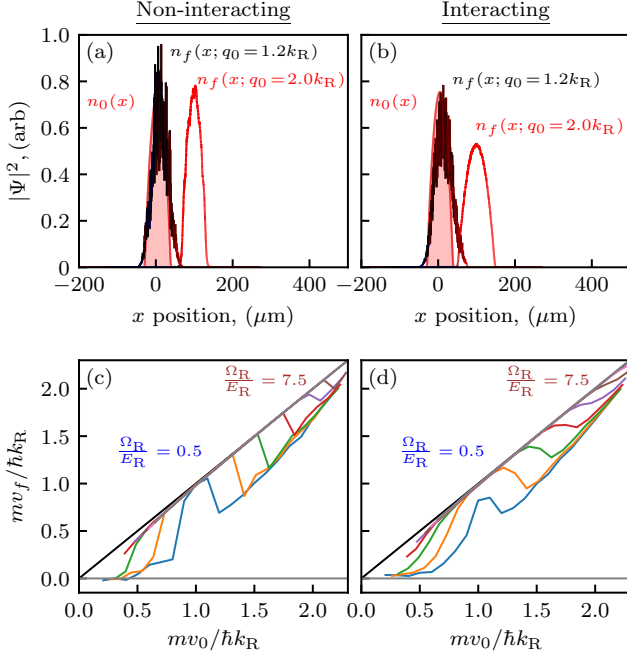 Non-interacting Interacting
(a) n_f(x; q_0 = 1.2k_R) (b)
n_f(x; q_0 = 2.0k_R)
n_0(x) n_0(x) n_f(x; q_0 = 1.2k_R)
n_f(x; q_0 = 2.0k_R)
|Ψ|^2, (arb)
1
0.8
0.6
0.4
0.2
0
−200 0 200 400 −200 0 200 400
x position, (μm) x position, (μm)
(c) Ω_R/E_R = 7.5 (d) Ω_R/E_R = 7.5
Ω_R/E_R = 0.5 Ω_R/E_R = 0.5
mv_f/ħk_R
2.0
1.5
1.0
0.5
0.0
0.0 0.5 1.0 1.5 2.0 0.0 0.5 1.0 1.5 2.0
mv_0/ħk_R mv_0/ħk_R